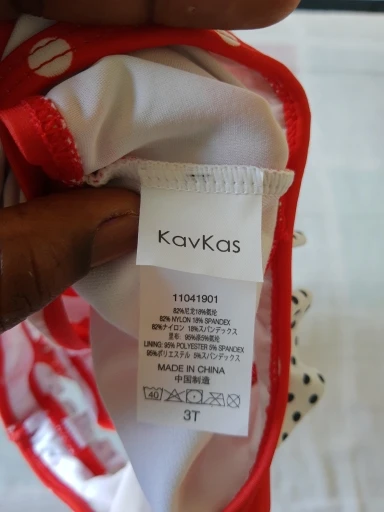 KavKas
11041901
82%尼龙18%氨纶
82% NYLON 18% SPANDEX
82%ナイロン 18%スパンデックス
95%涤5%氨纶
LINING: 95% POLYESTER 5% SPANDEX
95%ポリエステル 5%スパンデックス
MADE IN CHINA
中国制造
40
3T